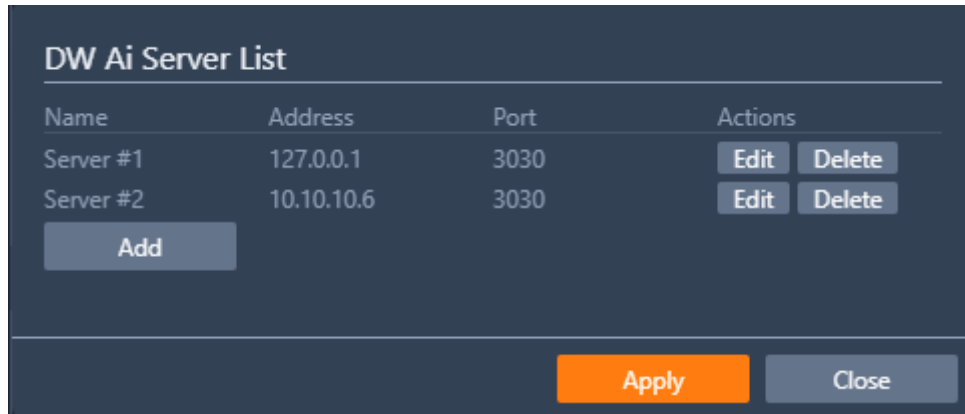 DW Ai Server List
Name Address Port Actions
Server #1 127.0.0.1 3030 Edit Delete
Server #2 10.10.10.6 3030 Edit Delete
Add
Apply Close